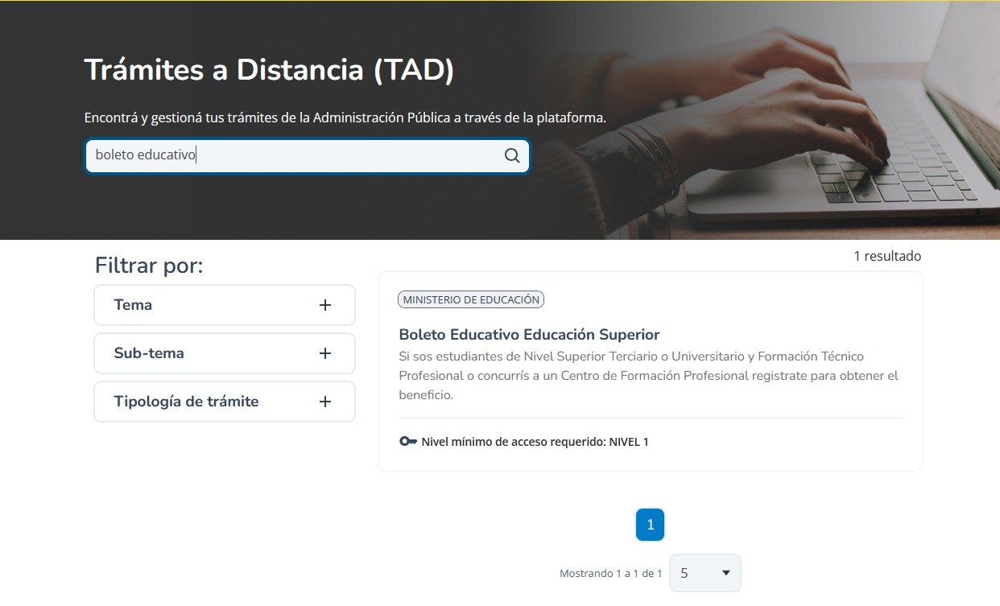 Trámites a Distancia (TAD)
Encontrá y gestioná tus trámites de la Administración Pública a través de la plataforma.
boleto educativo
Filtrar por:
Tema
Sub-tema
Tipología de trámite
1 resultado
MINISTERIO DE EDUCACIÓN
Boleto Educativo Educación Superior
Si sos estudiantes de Nivel Superior Terciario o Universitario y Formación Técnico
Profesional o concurrís a un Centro de Formación Profesional registrate para obtener el
beneficio.
Nivel mínimo de acceso requerido: NIVEL 1
1
Mostrando 1 a 1 de 1
5